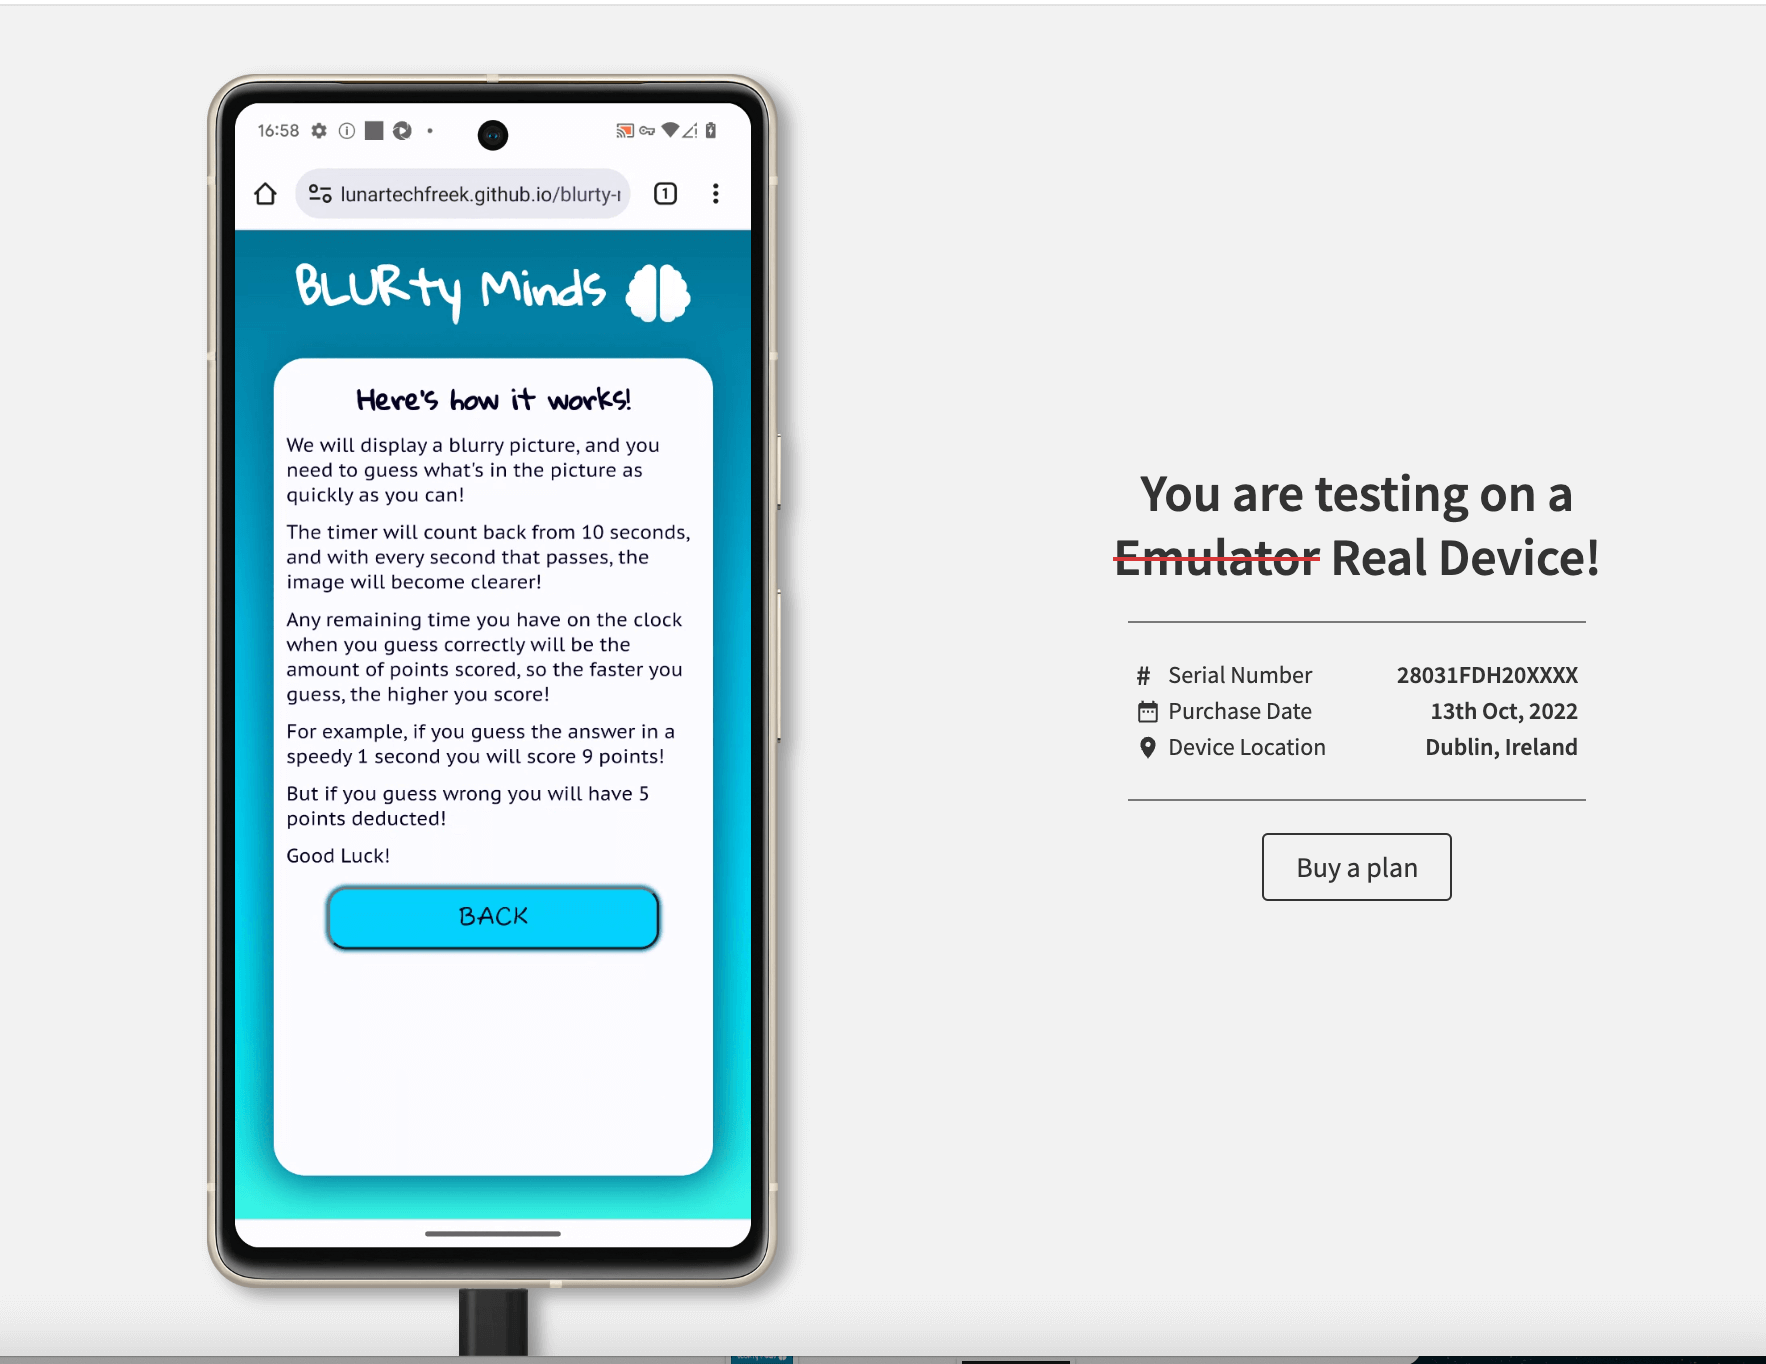 16:58
lunartechfreek.github.io/blurty-
1
BLURty Minds
Here's how it works!
We will display a blurry picture, and you
need to guess what's in the picture as
quickly as you can!
The timer will count back from 10 seconds,
and with every second that passes, the
image will become clearer!
Any remaining time you have on the clock
when you guess correctly will be the
amount of points scored, so the faster you
guess, the higher you score!
For example, if you guess the answer in a
speedy 1 second you will score 9 points!
But if you guess wrong you will have 5
points deducted!
Good Luck!
BACK
You are testing on a
Emulator Real Device!
# Serial Number 28031FDH20XXXX
Purchase Date 13th Oct, 2022
Device Location Dublin, Ireland
Buy a plan